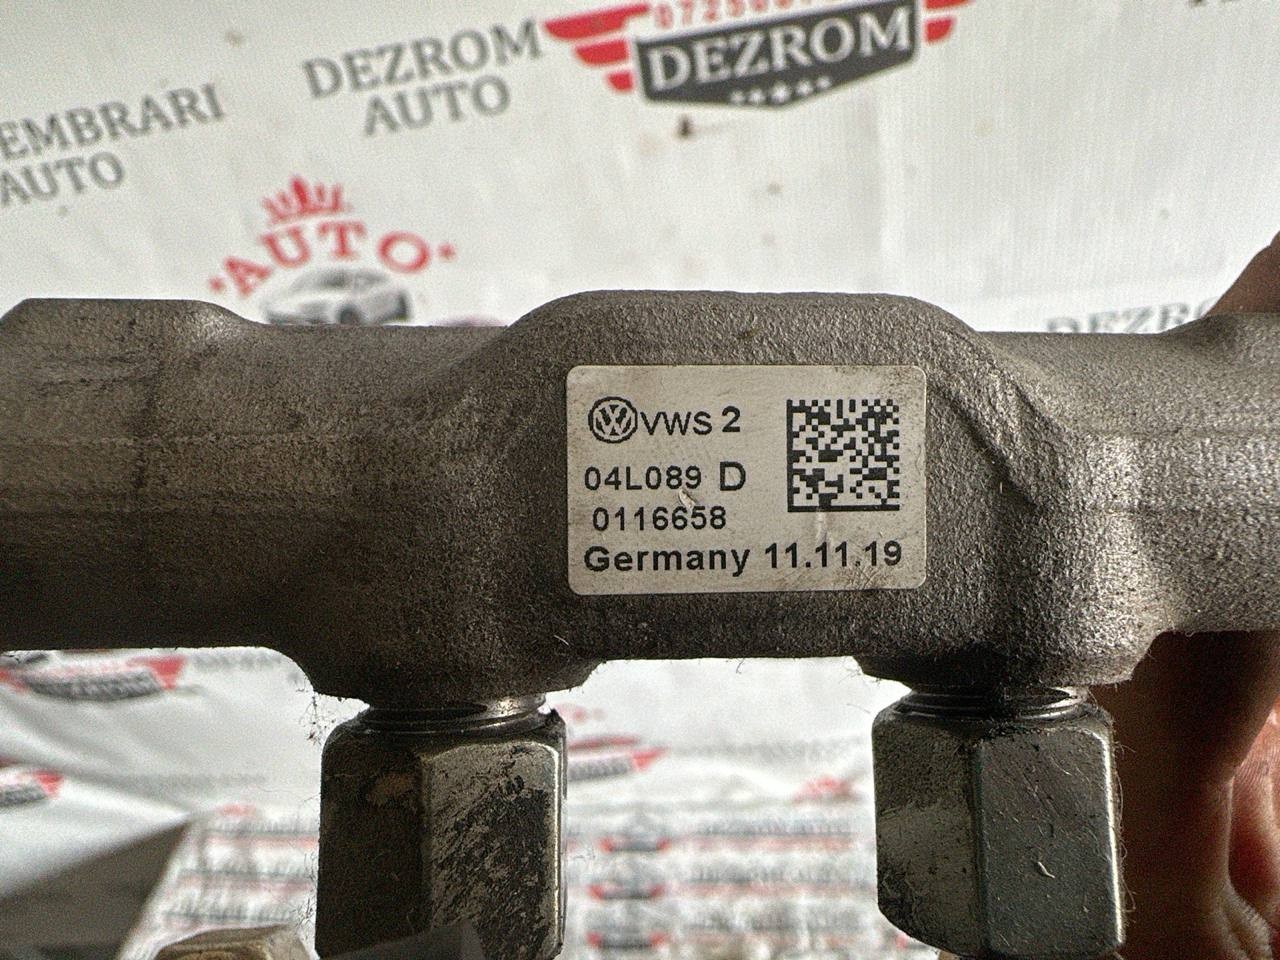 DEZROM
AUTO
DEZROM
EMBRARI
AUTO
AUTO
VWS 2
04L089 D
0116658
Germany 11.11.19